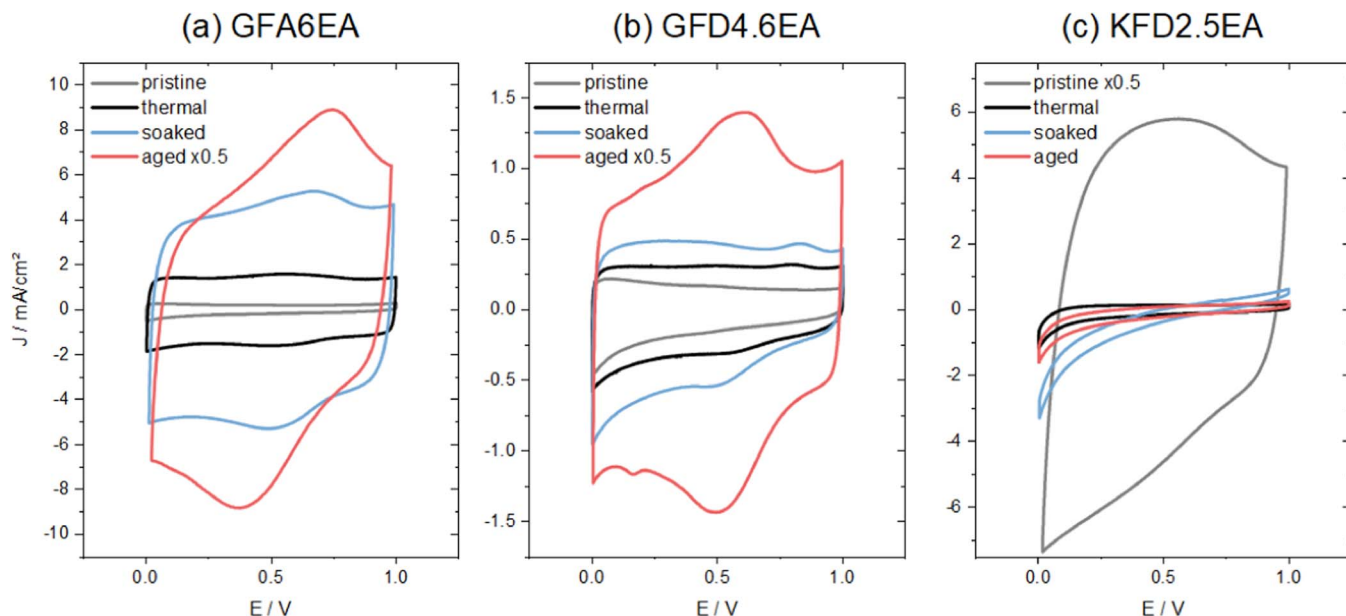 (a) GFA6EA
(b) GFD4.6EA
(c) KFD2.5EA
pristine
thermal
soaked
aged x0.5
pristine
thermal
soaked
aged x0.5
pristine x0.5
thermal
soaked
aged
J / mA/cm²
10
8
6
4
2
0
-2
-4
-6
-8
-10
1.5
1.0
0.5
0.0
-0.5
-1.0
-1.5
6
4
2
0
-2
-4
-6
0.0 0.5 1.0
0.0 0.5 1.0
0.0 0.5 1.0
E / V
E / V
E / V